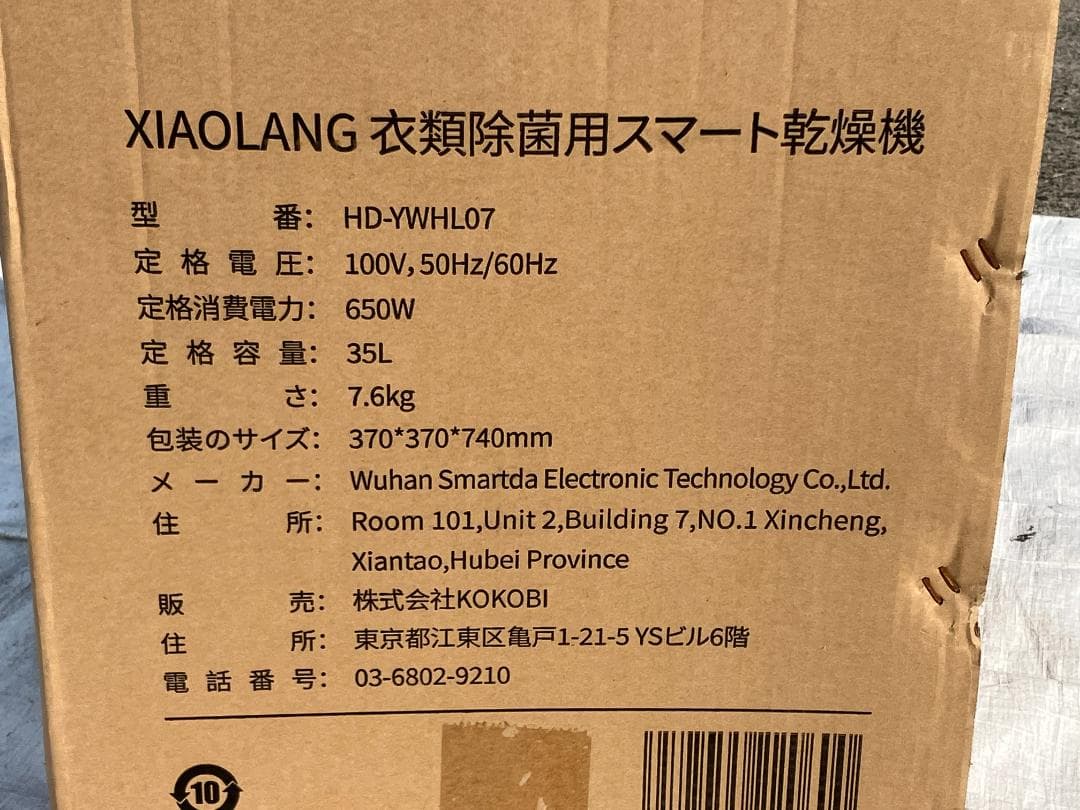 XIAOLANG 衣類除菌用スマート乾燥機
型番: HD-YWHL07
定格電圧: 100V, 50Hz/60Hz
定格消費電力: 650W
定格容量: 35L
重さ: 7.6kg
包装のサイズ: 370*370*740mm
メーカー: Wuhan Smartda Electronic Technology Co.,Ltd.
住所: Room 101,Unit 2,Building 7,NO.1 Xincheng,
Xiantao,Hubei Province
販売: 株式会社KOKOBI
住所: 東京都江東区亀戸1-21-5 YSビル6階
電話番号: 03-6802-9210
10